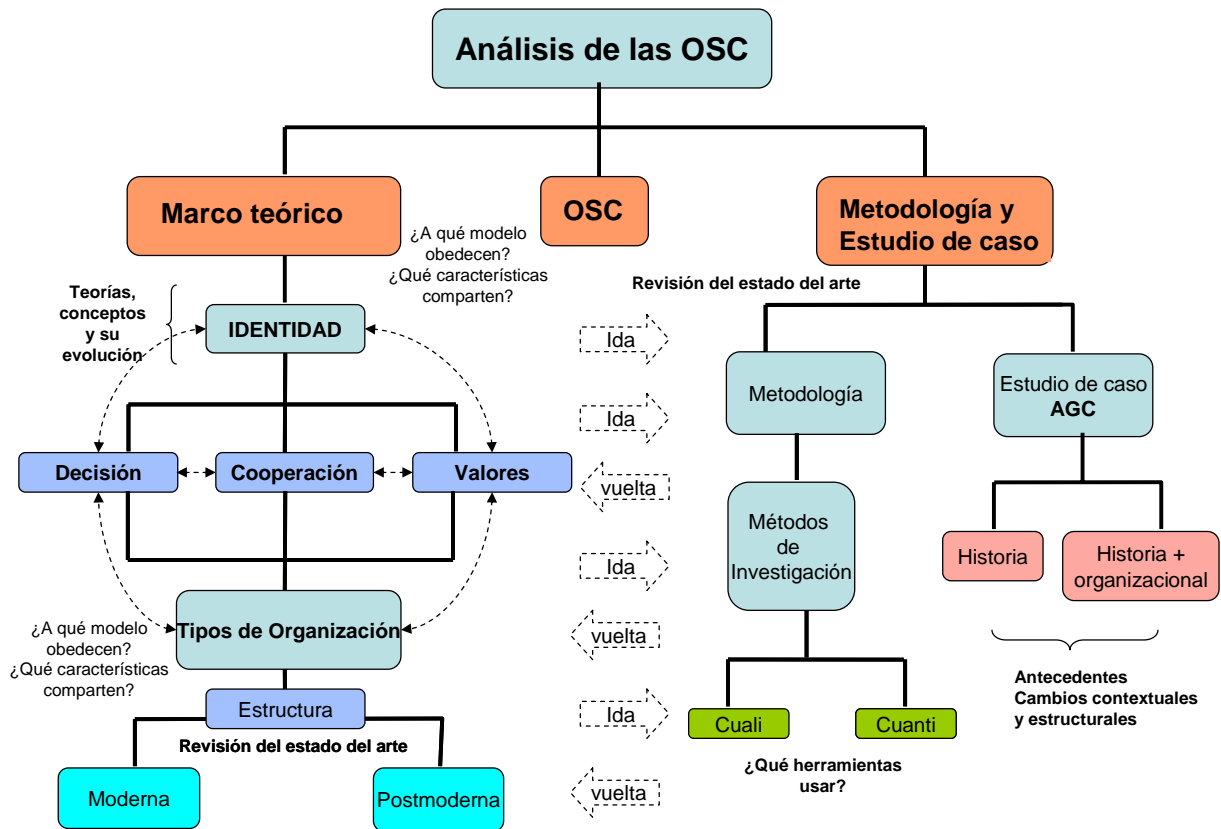 Análisis de las OSC
Marco teórico
OSC
Metodología y
Estudio de caso
¿A qué modelo
obedecen?
¿Qué características
comparten?
Revisión del estado del arte
Teorías,
conceptos
y su
evolución
IDENTIDAD
Ida
Metodología
Estudio de caso
AGC
Ida
Decisión
Cooperación
Valores
vuelta
Métodos
de
Investigación
Historia
Historia +
organizacional
Ida
Tipos de Organización
vuelta
¿A qué modelo
obedecen?
¿Qué características
comparten?
Antecedentes
Cambios contextuales
y estructurales
Estructura
Ida
Cuali
Cuanti
Revisión del estado del arte
¿Qué herramientas
usar?
Moderna
Postmoderna
vuelta